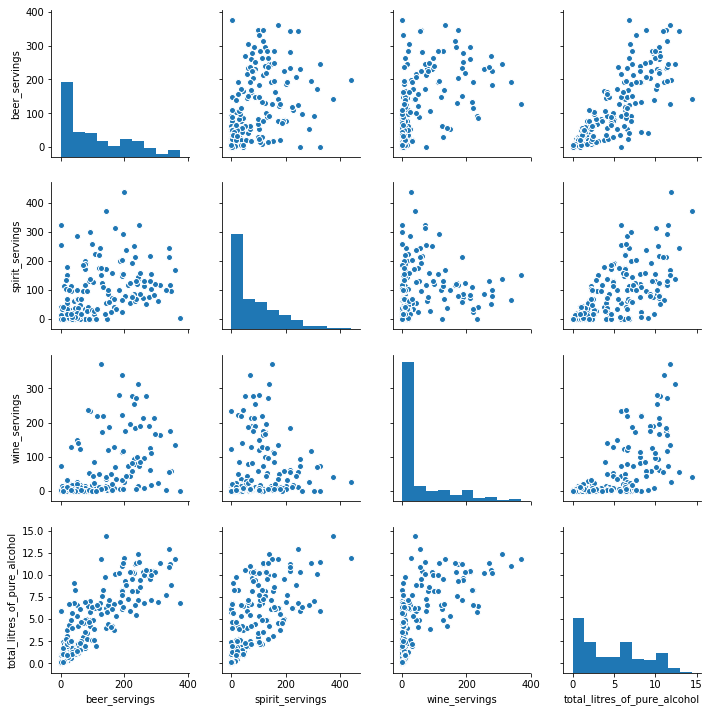 400
300
200
100
0
beer_servings
400
300
200
100
0
spirit_servings
300
200
100
0
wine_servings
15.0
12.5
10.0
7.5
5.0
2.5
0.0
total_litres_of_pure_alcohol
0 200 400
beer_servings
0 200 400
spirit_servings
0 200 400
wine_servings
0 5 10 15
total_litres_of_pure_alcohol